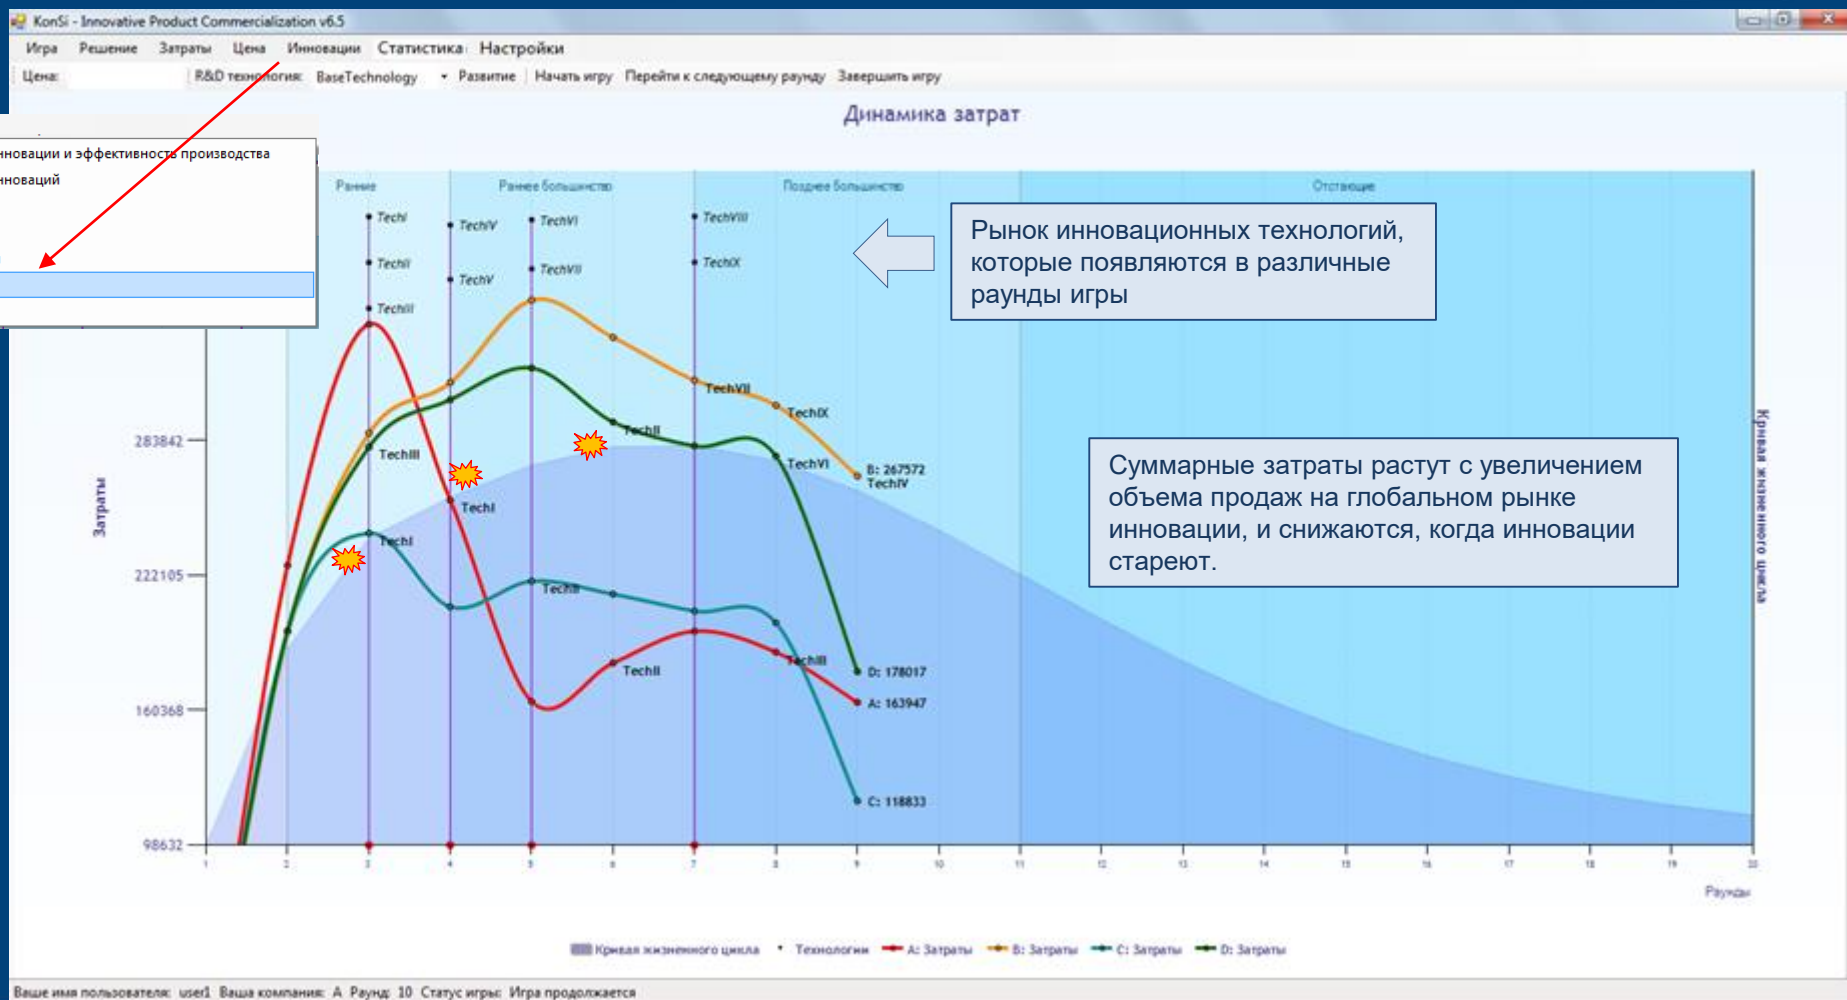 KonSi - Innovative Product Commercialization v6.5
Игра Решение Затраты Цена Инновации Статистика Настройки
Цена: R&D технология: BaseTechnology Развитие Начать игру Перейти к следующему раунду Завершить игру
Динамика затрат
нновации и эффективность производства
нноваций
Ранние Раннее большинство Позднее большинство Отстающие
TechI
TechIV
TechVI
TechVIII
TechII
TechV
TechVII
TechIX
TechIII
Рынок инновационных технологий,
которые появляются в различные
раунды игры
TechVII
TechIX
TechII
TechIII
TechVI
B: 267572
TechIV
TechI
TechI
TechII
TechII
TechIII
D: 178017
A: 163947
C: 118833
Суммарные затраты растут с увеличением
объема продаж на глобальном рынке
инновации, и снижаются, когда инновации
стареют.
Затраты
283842
222105
160368
98632
Кривая жизненного цикла
1 2 3 4 5 6 7 8 9 10 11 12 13 14 15 16 17 18 19 20
Раунды
Кривая жизненного цикла Технологии A: Затраты B: Затраты C: Затраты D: Затраты
Ваше имя пользователя: user1 Ваша компания: A Раунд: 10 Статус игры: Игра продолжается